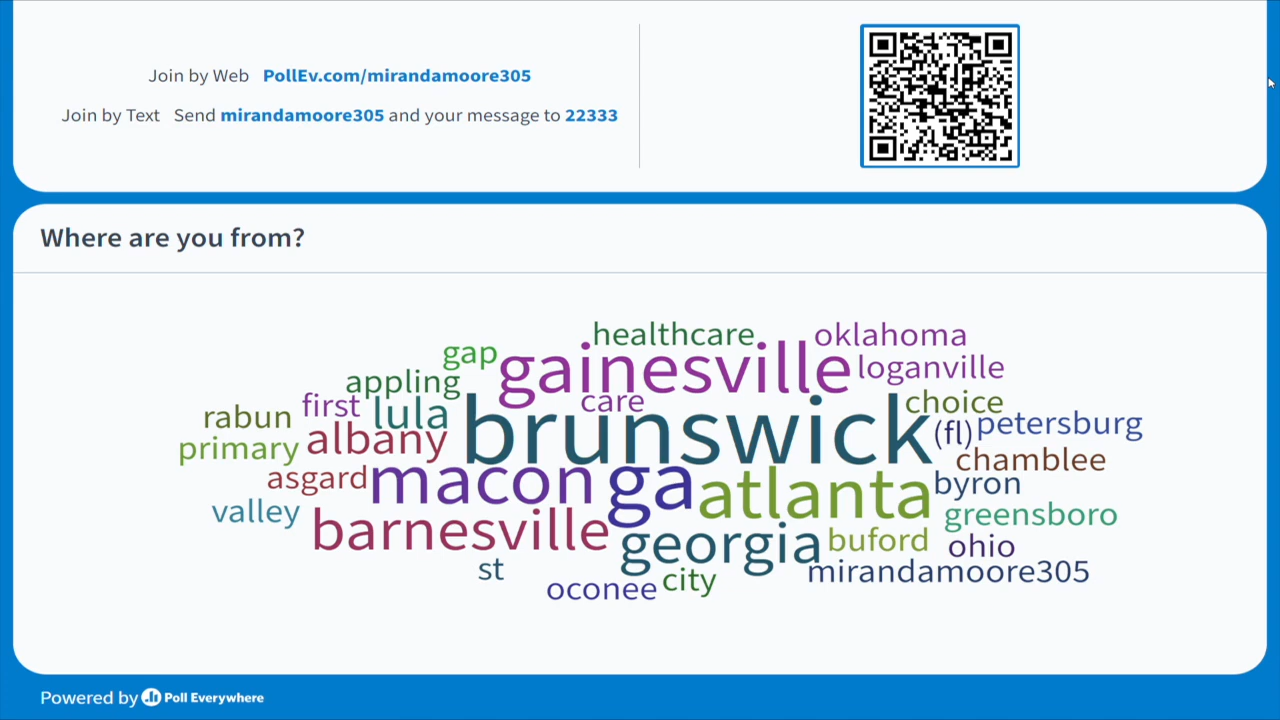 Join by Web PollEv.com/mirandamoore305
Join by Text Send mirandamoore305 and your message to 22333
Where are you from?
healthcare oklahoma
gap gainesville loganville
appling care choice
rabun first lula brunswick (fl) petersburg
primary albany chamblee
asgard macon ga atlanta byron
valley barnesville georgia buford greensboro
st ohio
oconee city mirandamoore305
Powered by Poll Everywhere